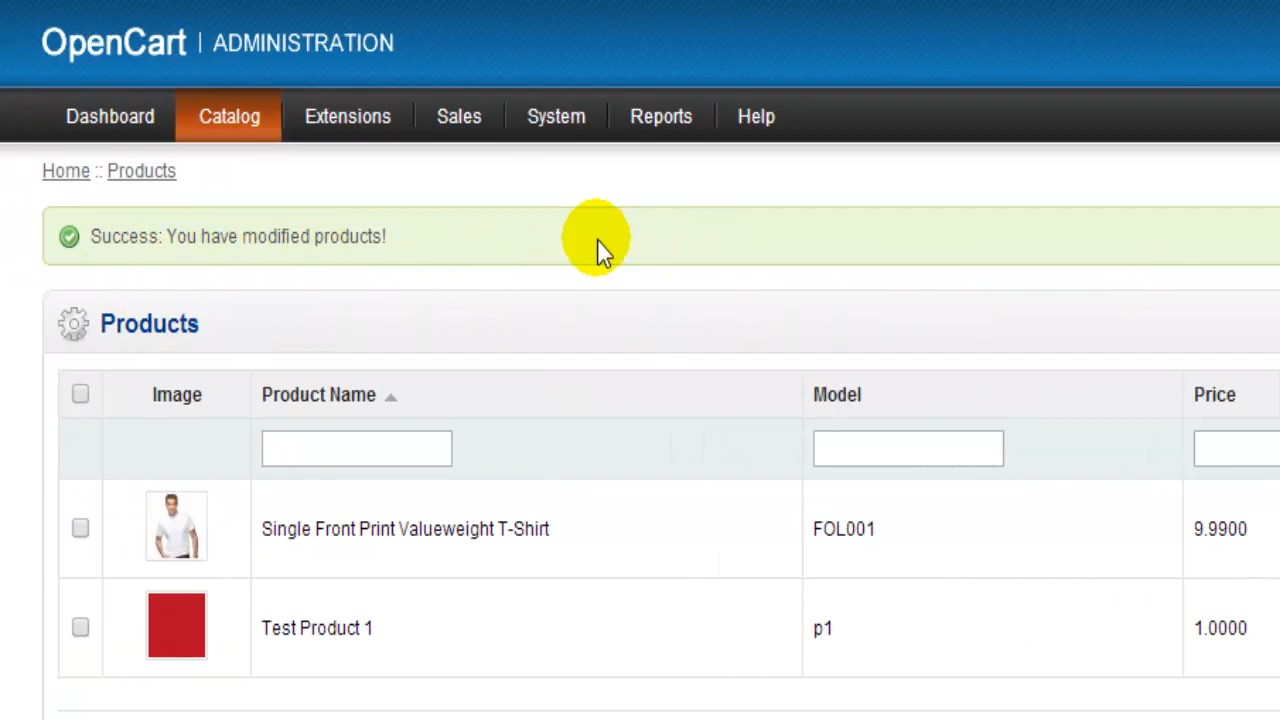 OpenCart | ADMINISTRATION
Dashboard Catalog Extensions Sales System Reports Help
Home :: Products
Success: You have modified products!
Products
Image Product Name Model Price
Single Front Print Valueweight T-Shirt FOL001 9.9900
Test Product 1 p1 1.0000